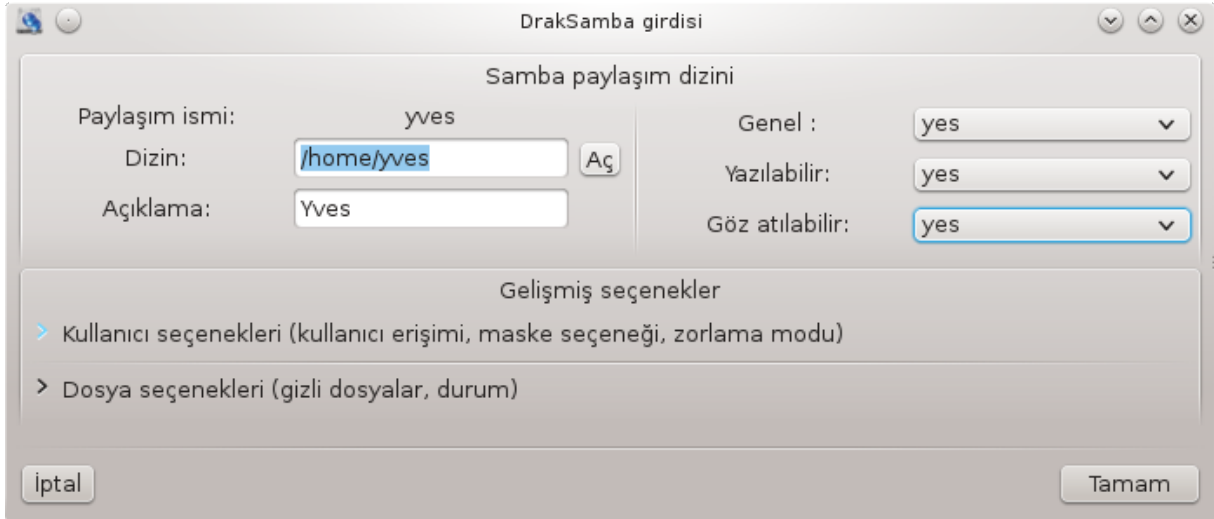 DrakSamba girdisi
Samba paylaşım dizini
Paylaşım ismi: yves
Dizin: /home/yves Aç
Açıklama: Yves
Genel : yes
Yazılabilir: yes
Göz atılabilir: yes
Gelişmiş seçenekler
Kullanıcı seçenekleri (kullanıcı erişimi, maske seçeneği, zorlama modu)
Dosya seçenekleri (gizli dosyalar, durum)
İptal Tamam